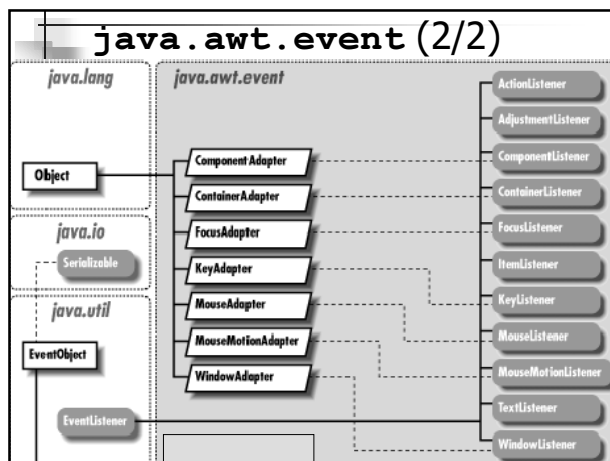 java.awt.event (2/2)
java.lang
Object
java.io
Serializable
java.util
EventObject
EventListener
java.awt.event
ComponentAdapter
ContainerAdapter
FocusAdapter
KeyAdapter
MouseAdapter
MouseMotionAdapter
WindowAdapter
ActionListener
AdjustmentListener
ComponentListener
ContainerListener
FocusListener
ItemListener
KeyListener
MouseListener
MouseMotionListener
TextListener
WindowListener